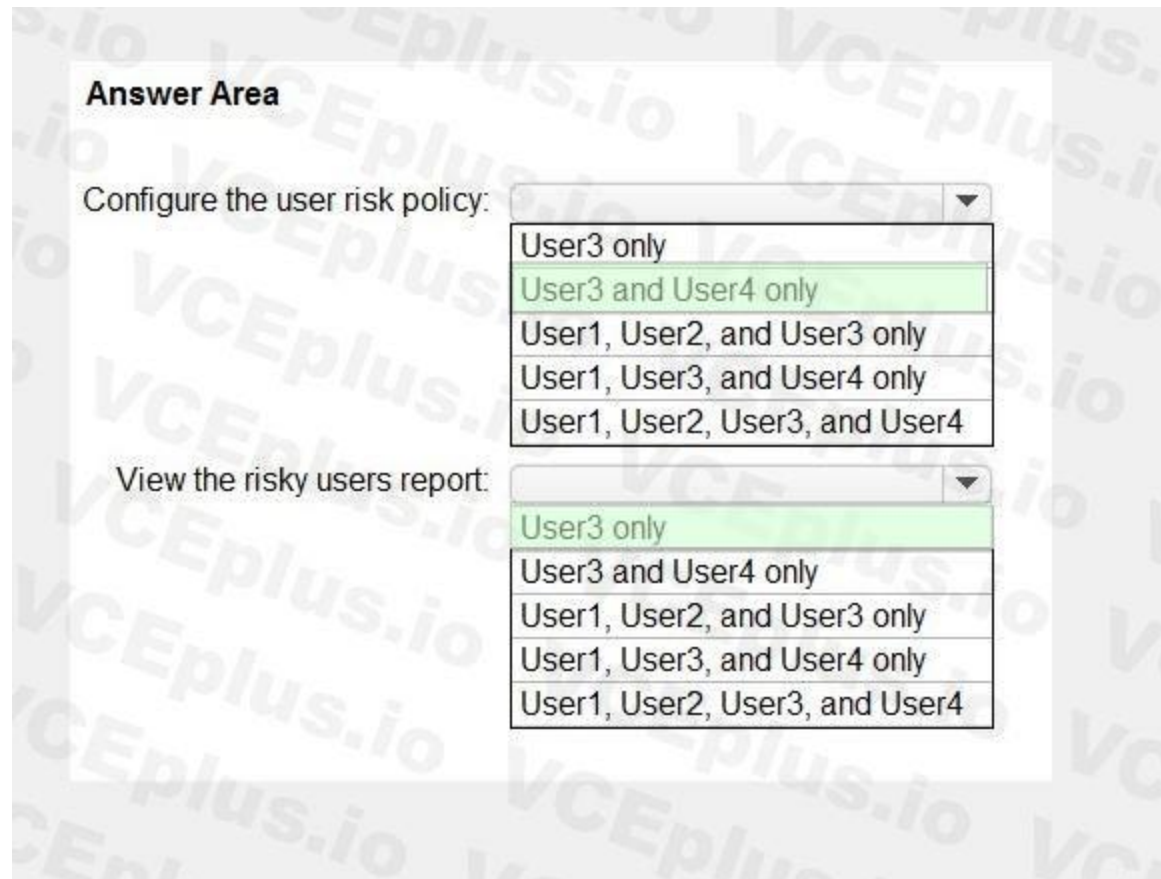 Answer Area
Configure the user risk policy:
User3 only
User3 and User4 only
User1, User2, and User3 only
User1, User3, and User4 only
User1, User2, User3, and User4
View the risky users report:
User3 only
User3 and User4 only
User1, User2, and User3 only
User1, User3, and User4 only
User1, User2, User3, and User4
VCEplus.io